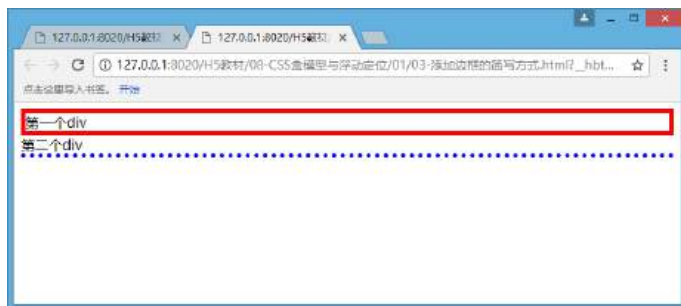 127.0.0.1:8020/H5教材 × 127.0.0.1:8020/H5教材 ×
127.0.0.1:8020/H5教材/08-CSS盒模型与浮动定位/01/03-添加边框的简写方式.html?__hbt...
点击这里导入书签。 开始
第一个div
第二个div